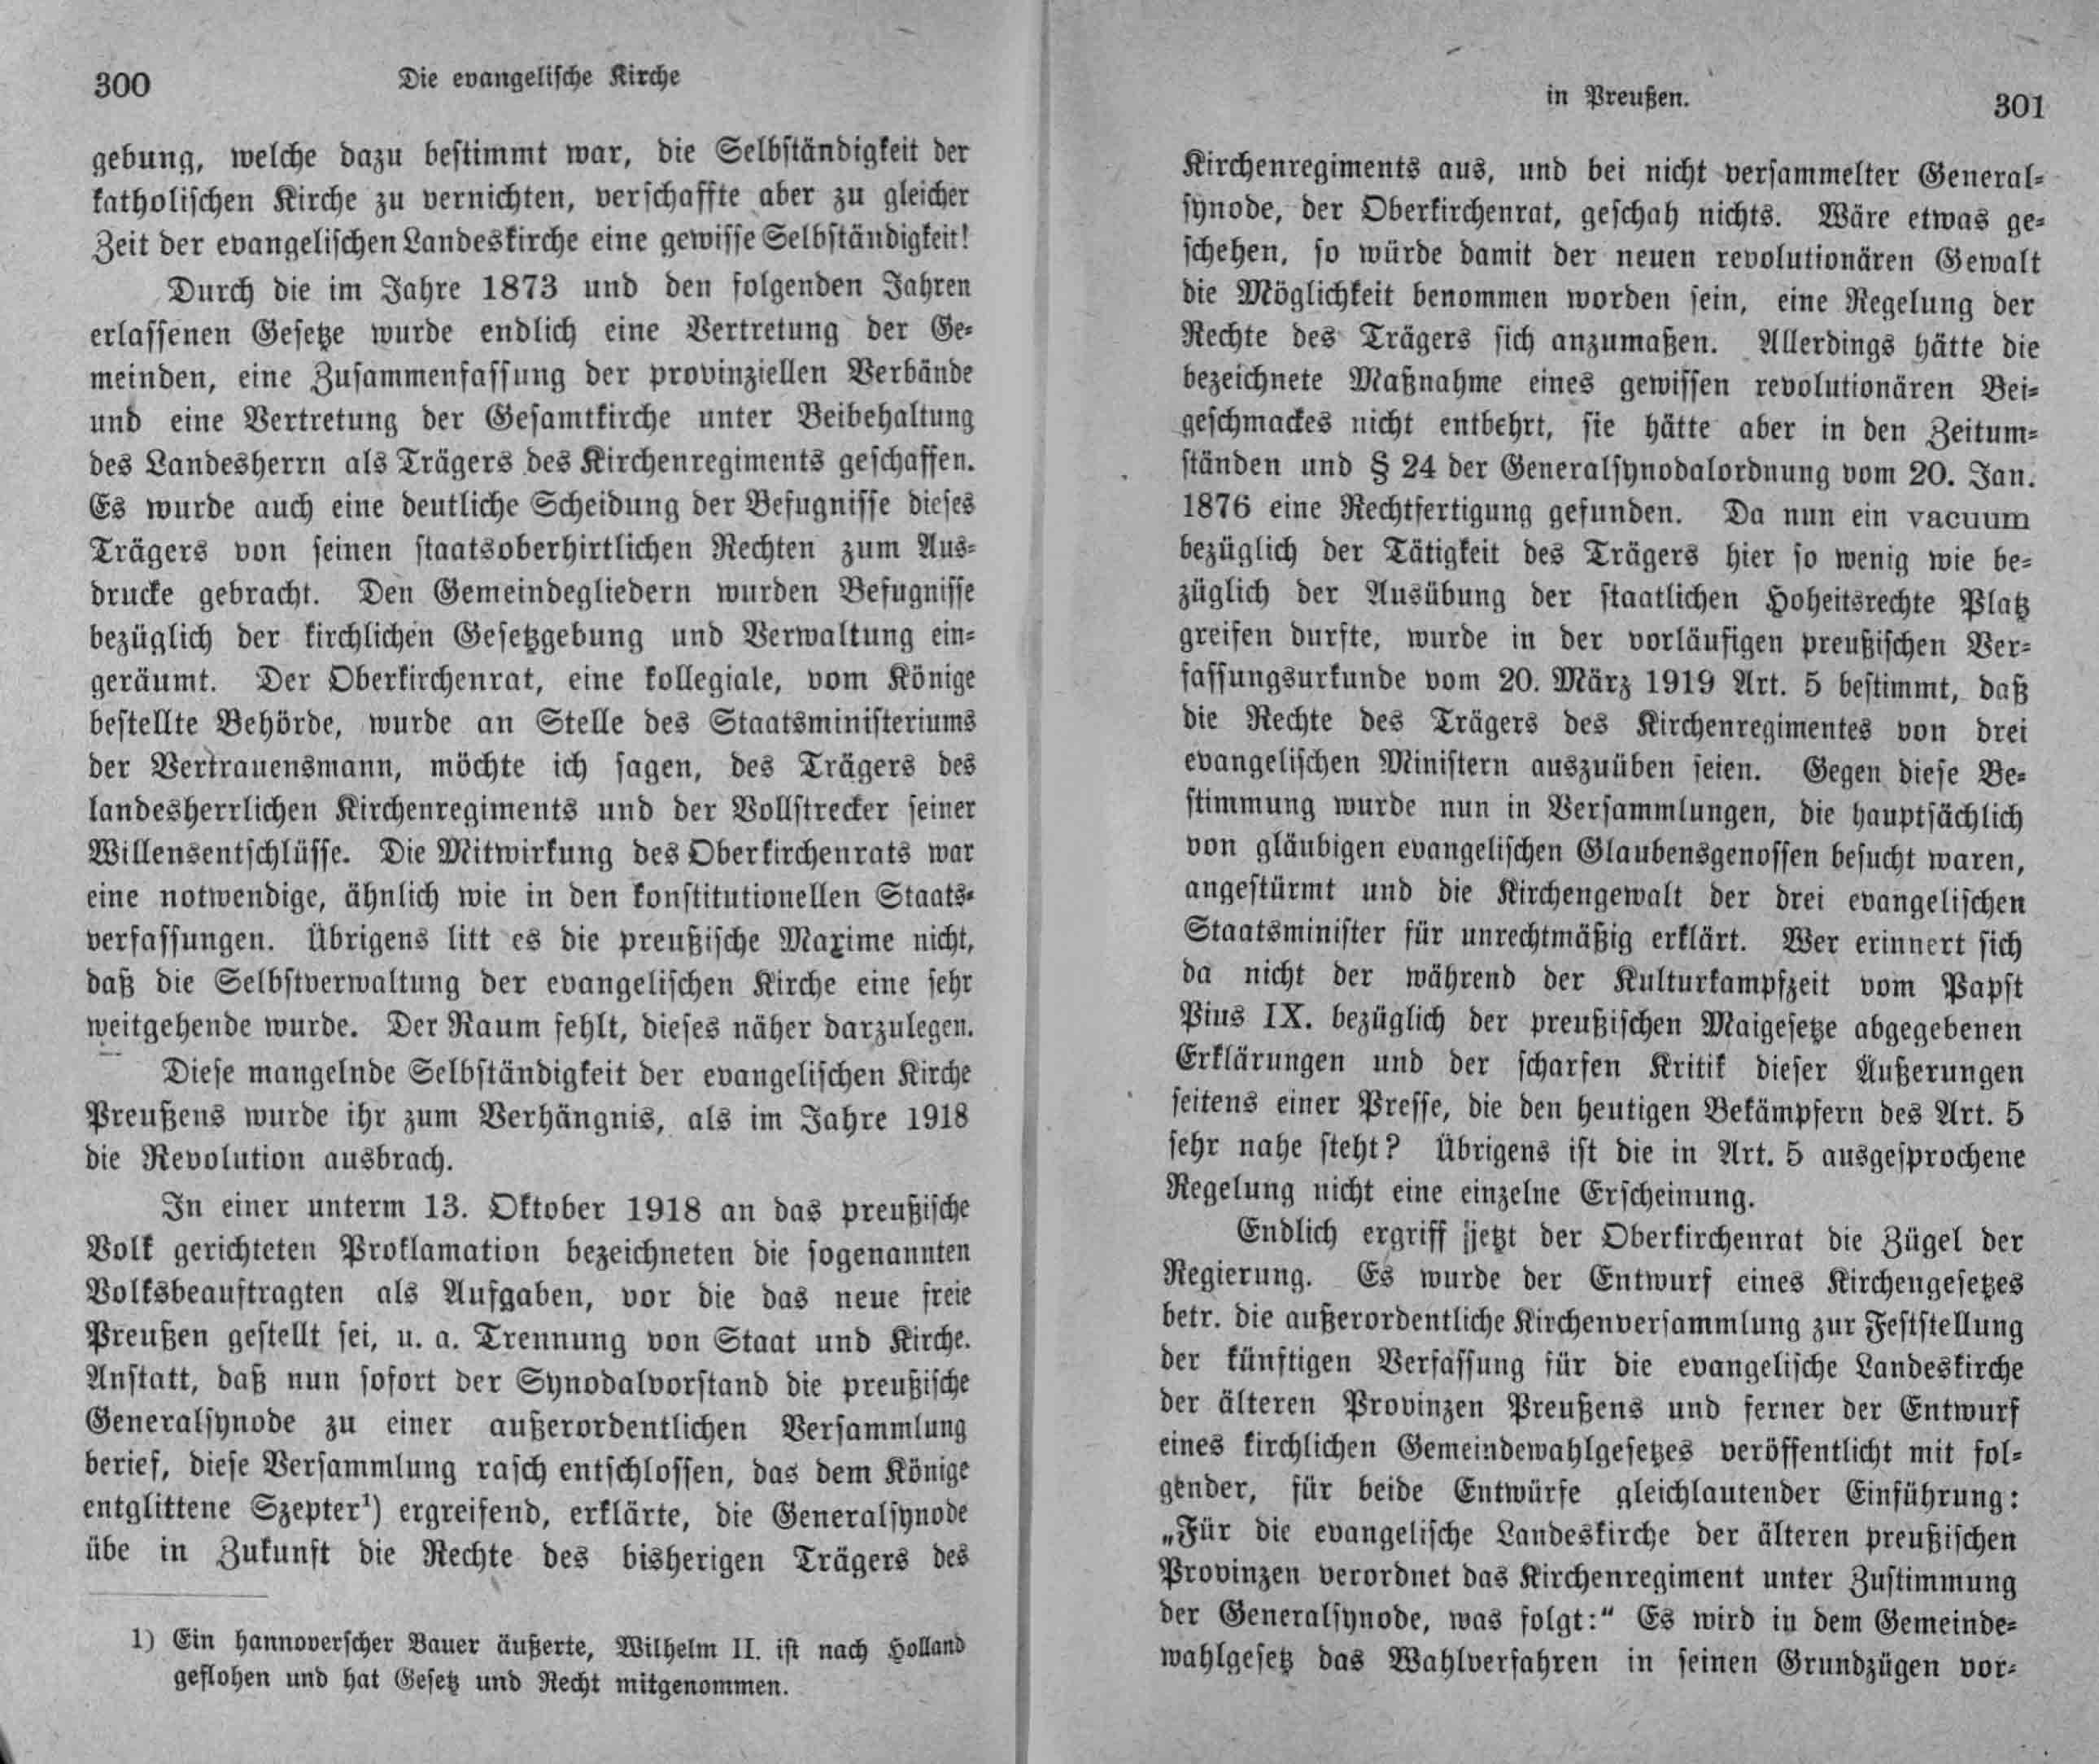 300
Die evangelische Kirche
gebung, welche dazu bestimmt war, die Selbständigkeit der
katholischen Kirche zu vernichten, verschaffte aber zu gleicher
Zeit der evangelischen Landeskirche eine gewisse Selbständigkeit!
Durch die im Jahre 1873 und den folgenden Jahren
erlassenen Gesetze wurde endlich eine Vertretung der Ge-
meinden, eine Zusammenfassung der provinziellen Verbände
und eine Vertretung der Gesamtkirche unter Beibehaltung
des Landesherrn als Trägers des Kirchenregiments geschaffen.
Es wurde auch eine deutliche Scheidung der Befugnisse dieses
Trägers von seinen staatsoberhirtlichen Rechten zum Aus-
drucke gebracht. Den Gemeindegliedern wurden Befugnisse
bezüglich der kirchlichen Gesetzgebung und Verwaltung ein-
geräumt. Der Oberkirchenrat, eine kollegiale, vom Könige
bestellte Behörde, wurde an Stelle des Staatsministeriums
der Vertrauensmann, möchte ich sagen, des Trägers des
landesherrlichen Kirchenregiments und der Vollstrecker seiner
Willensentschlüsse. Die Mitwirkung des Oberkirchenrats war
eine notwendige, ähnlich wie in den konstitutionellen Staats-
verfassungen. Übrigens litt es die preußische Maxime nicht,
daß die Selbstverwaltung der evangelischen Kirche eine sehr
weitgehende wurde. Der Raum fehlt, dieses näher darzulegen.
Diese mangelnde Selbständigkeit der evangelischen Kirche
Preußens wurde ihr zum Verhängnis, als im Jahre 1918
die Revolution ausbrach.
In einer unterm 13. Oktober 1918 an das preußische
Volk gerichteten Proklamation bezeichneten die sogenannten
Volksbeauftragten als Aufgaben, vor die das neue freie
Preußen gestellt sei, u. a. Trennung von Staat und Kirche.
Anstatt, daß nun sofort der Synodalvorstand die preußische
Generalsynode zu einer außerordentlichen Versammlung
berief, diese Versammlung rasch entschlossen, das dem Könige
entglittene Szepter¹) ergreifend, erklärte, die Generalsynode
übe in Zukunft die Rechte des bisherigen Trägers des
1) Ein hannoverscher Bauer äußerte, Wilhelm II. ist nach Holland
geflohen und hat Gesetz und Recht mitgenommen.
in Preußen.
301
Kirchenregiments aus, und bei nicht versammelter General-
synode, der Oberkirchenrat, geschah nichts. Wäre etwas ge-
schehen, so würde damit der neuen revolutionären Gewalt
die Möglichkeit benommen worden sein, eine Regelung der
Rechte des Trägers sich anzumaßen. Allerdings hätte die
bezeichnete Maßnahme eines gewissen revolutionären Bei-
geschmackes nicht entbehrt, sie hätte aber in den Zeitum-
ständen und § 24 der Generalsynodalordnung vom 20. Jan.
1876 eine Rechtfertigung gefunden. Da nun ein vacuum
bezüglich der Tätigkeit des Trägers hier so wenig wie be-
züglich der Ausübung der staatlichen Hoheitsrechte Platz
greifen durfte, wurde in der vorläufigen preußischen Ver-
fassungsurkunde vom 20. März 1919 Art. 5 bestimmt, daß
die Rechte des Trägers des Kirchenregimentes von drei
evangelischen Ministern auszuüben seien. Gegen diese Be-
stimmung wurde nun in Versammlungen, die hauptsächlich
von gläubigen evangelischen Glaubensgenossen besucht waren,
angestürmt und die Kirchengewalt der drei evangelischen
Staatsminister für unrechtmäßig erklärt. Wer erinnert sich
da nicht der während der Kulturkampfzeit vom Papst
Pius IX. bezüglich der preußischen Maigesetze abgegebenen
Erklärungen und der scharfen Kritik dieser Äußerungen
seitens einer Presse, die den heutigen Bekämpfern des Art. 5
sehr nahe steht? Übrigens ist die in Art. 5 ausgesprochene
Regelung nicht eine einzelne Erscheinung.
Endlich ergriff jetzt der Oberkirchenrat die Zügel der
Regierung. Es wurde der Entwurf eines Kirchengesetzes
betr. die außerordentliche Kirchenversammlung zur Feststellung
der künftigen Verfassung für die evangelische Landeskirche
der älteren Provinzen Preußens und ferner der Entwurf
eines kirchlichen Gemeindewahlgesetzes veröffentlicht mit fol-
gender, für beide Entwürfe gleichlautender Einführung:
„Für die evangelische Landeskirche der älteren preußischen
Provinzen verordnet das Kirchenregiment unter Zustimmung
der Generalsynode, was folgt:“ Es wird in dem Gemeinde-
wahlgesetz das Wahlverfahren in seinen Grundzügen vor-